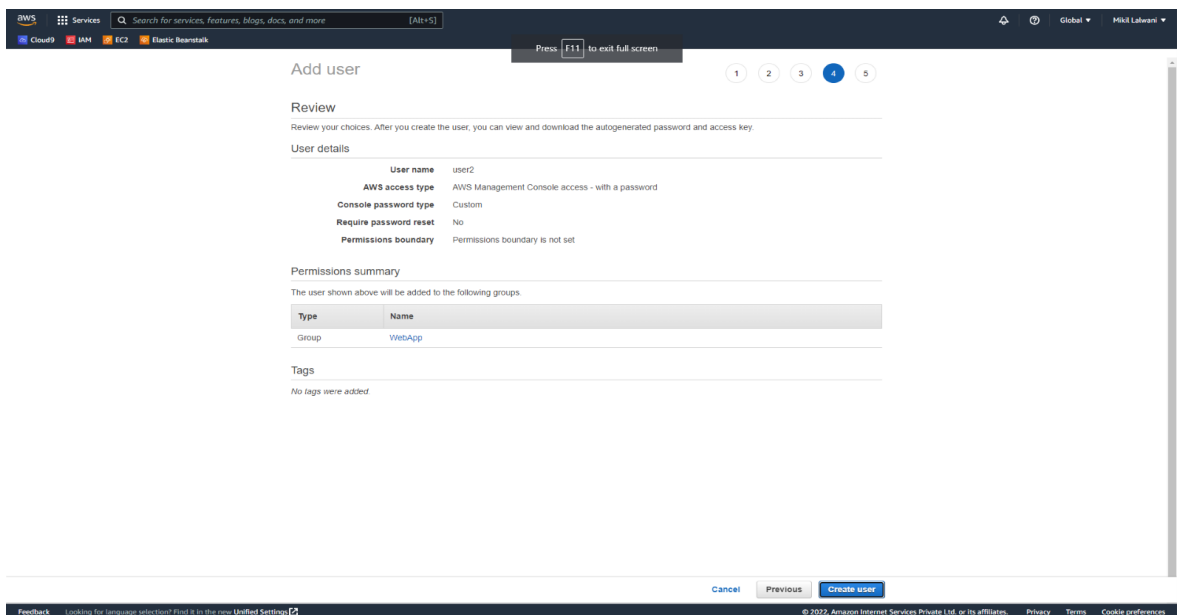 aws Services Search for services, features, blogs, docs, and more [Alt+S] Global Mikil Lalwani
Cloud9 IAM EC2 Elastic Beanstalk
Press F11 to exit full screen
Add user 1 2 3 4 5
Review
Review your choices. After you create the user, you can view and download the autogenerated password and access key.
User details
User name user2
AWS access type AWS Management Console access - with a password
Console password type Custom
Require password reset No
Permissions boundary Permissions boundary is not set
Permissions summary
The user shown above will be added to the following groups.
Type Name
Group WebApp
Tags
No tags were added.
Cancel Previous Create user
Feedback Looking for language selection? Find it in the new Unified Settings © 2022, Amazon Internet Services Private Ltd. or its affiliates. Privacy Terms Cookie preferences